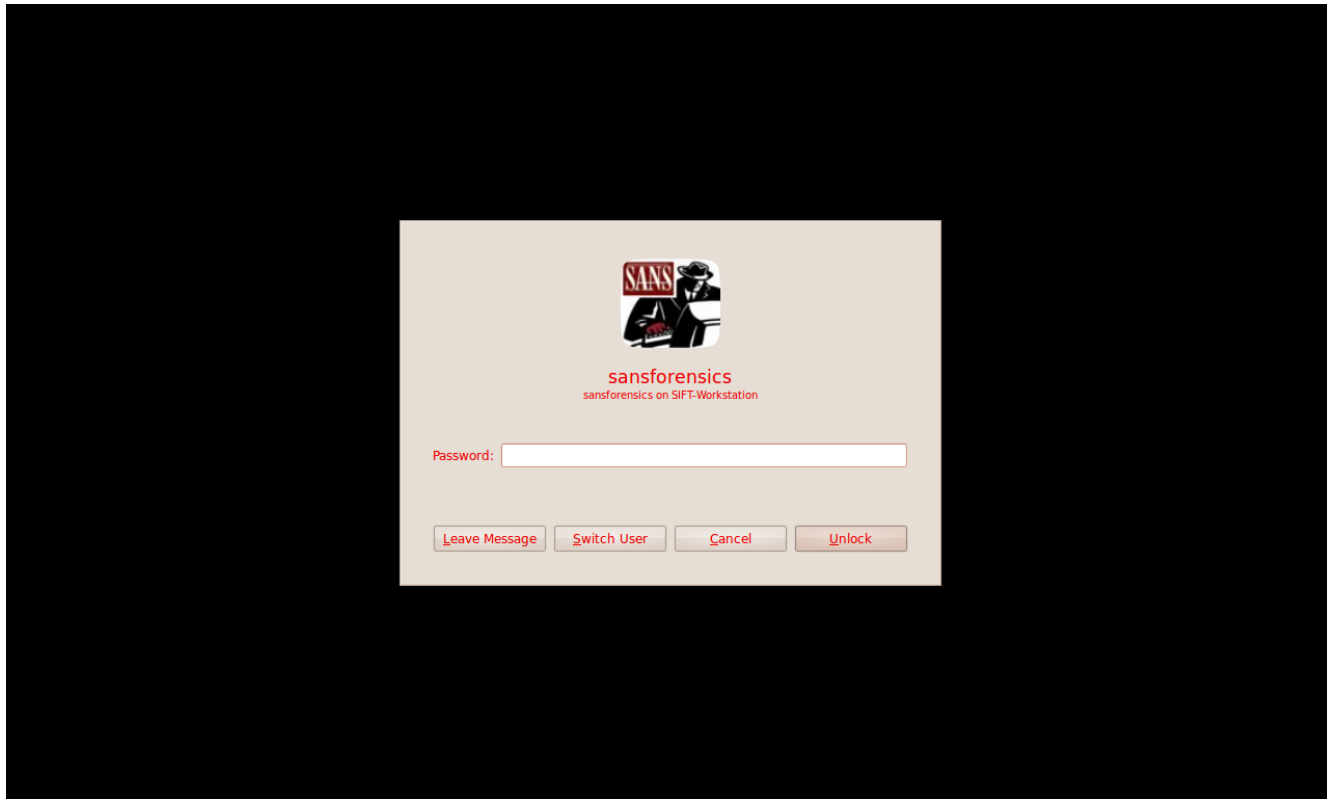 SANS
sansforensics
sansforensics on SIFT-Workstation
Password:
Leave Message Switch User Cancel Unlock